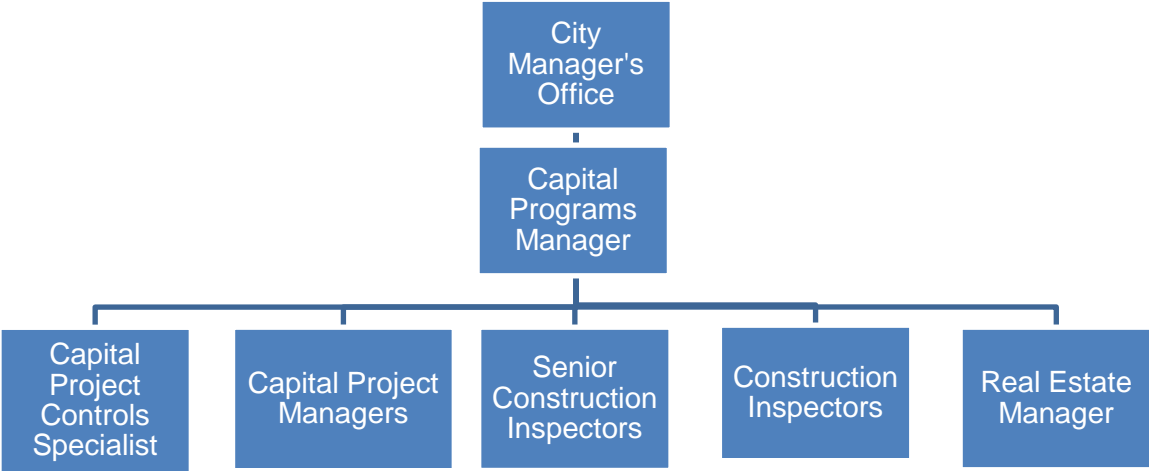 City
Manager's
Office
Capital
Programs
Manager
Capital
Project
Controls
Specialist
Capital Project
Managers
Senior
Construction
Inspectors
Construction
Inspectors
Real Estate
Manager